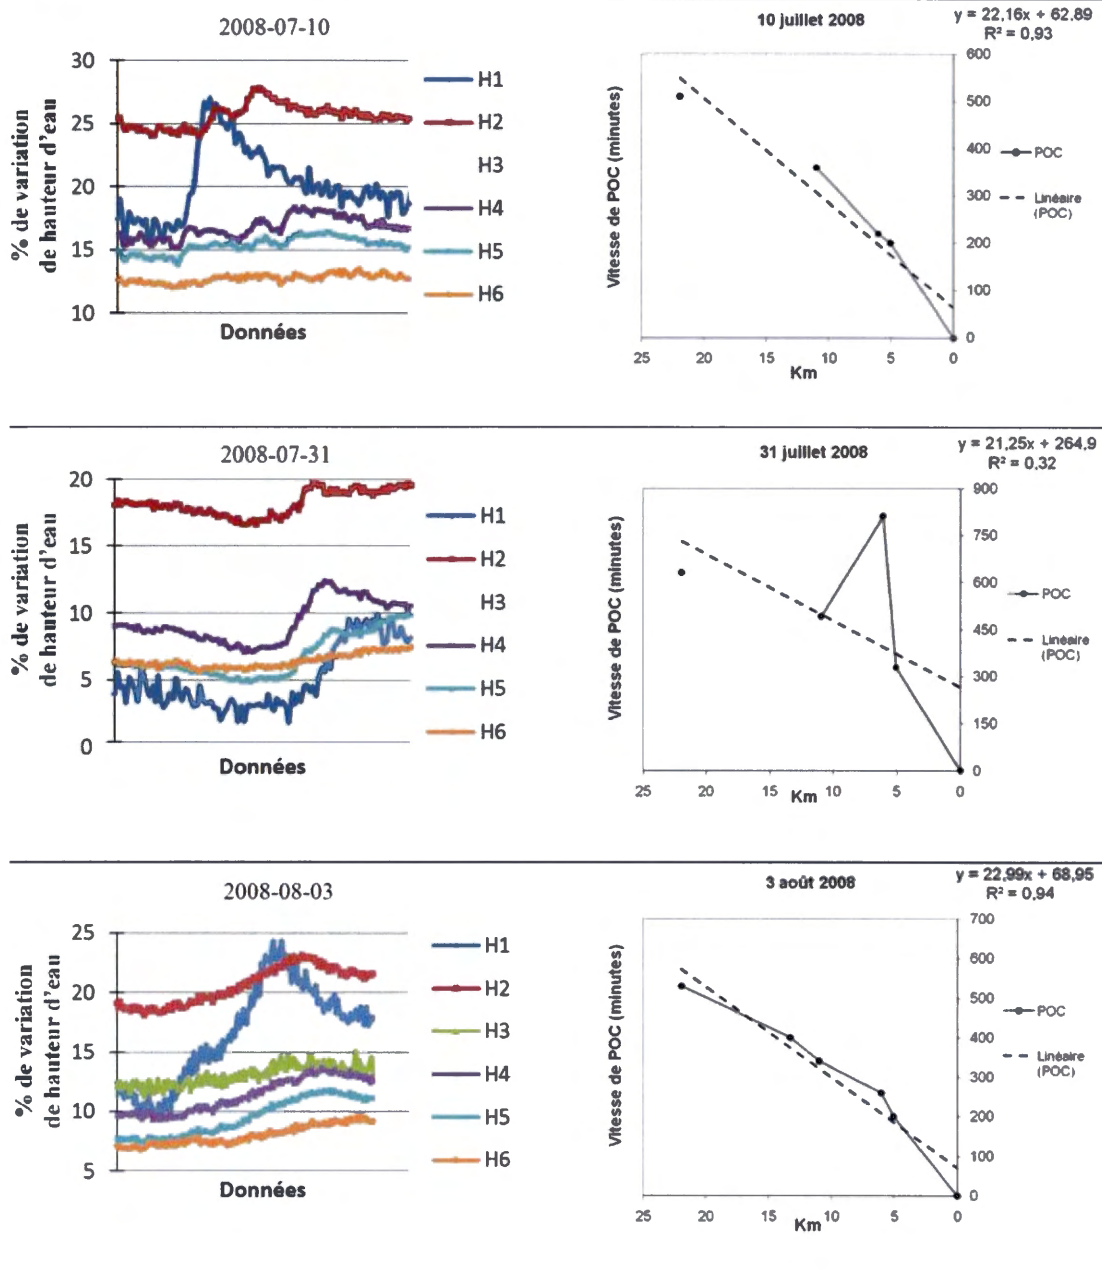 2008-07-10
% de variation
de hauteur d'eau
30
25
20
15
10
Données
H1
H2
H3
H4
H5
H6
10 juillet 2008
y = 22,16x + 62.89
R² = 0,93
Vitesse de POC (minutes)
600
500
400
300
200
100
0
25 20 15 10 5 0
Km
POC
Linéaire
(POC)
2008-07-31
% de variation
de hauteur d'eau
20
15
10
5
0
Données
H1
H2
H3
H4
H5
H6
31 juillet 2008
y = 21,25x + 264,9
R² = 0,32
Vitesse de POC (minutes)
900
750
600
450
300
150
0
25 20 15 10 5 0
Km
POC
Linéaire
(POC)
2008-08-03
% de variation
de hauteur d'eau
25
20
15
10
5
Données
H1
H2
H3
H4
H5
H6
3 août 2008
y = 22,99x + 68,95
R² = 0,94
Vitesse de POC (minutes)
700
600
500
400
300
200
100
0
25 20 15 10 5 0
Km
POC
Linéaire
(POC)